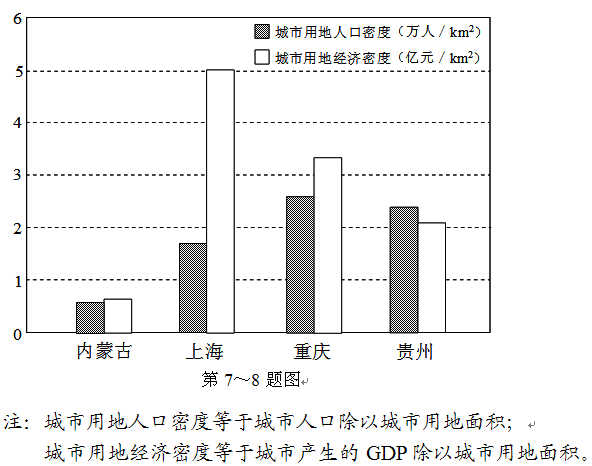 6
城市用地人口密度（万人／km²）
城市用地经济密度（亿元／km²）
5
4
3
2
1
0
内蒙古 上海 重庆 贵州
第 7～8 题图
注：城市用地人口密度等于城市人口除以城市用地面积；
城市用地经济密度等于城市产生的 GDP 除以城市用地面积。